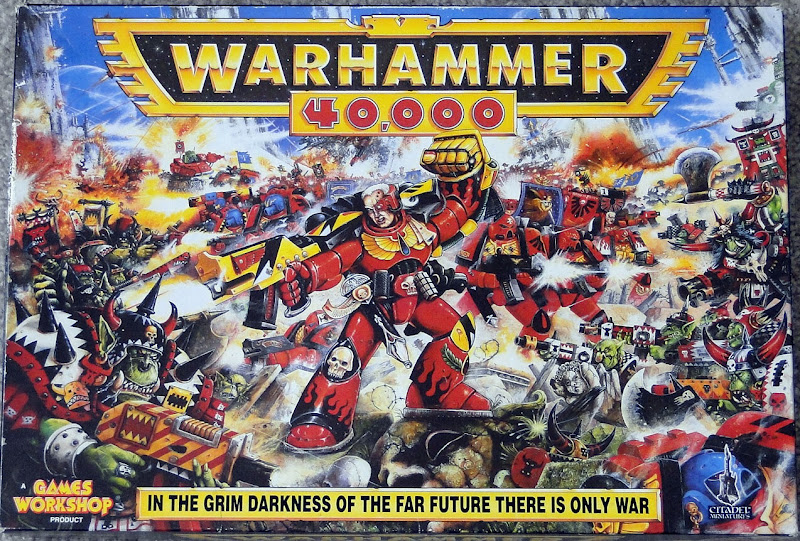 WARHAMMER
40,000
A
GAMES
WORKSHOP
PRODUCT
IN THE GRIM DARKNESS OF THE FAR FUTURE THERE IS ONLY WAR
CITADEL
MINIATURES